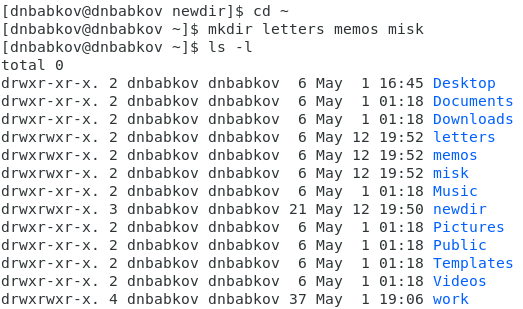 [dnbabkov@dnbabkov newdir]$ cd ~
[dnbabkov@dnbabkov ~]$ mkdir letters memos misk
[dnbabkov@dnbabkov ~]$ ls -l
total 0
drwxr-xr-x. 2 dnbabkov dnbabkov  6 May  1 16:45 Desktop
drwxr-xr-x. 2 dnbabkov dnbabkov  6 May  1 01:18 Documents
drwxr-xr-x. 2 dnbabkov dnbabkov  6 May  1 01:18 Downloads
drwxrwxr-x. 2 dnbabkov dnbabkov  6 May 12 19:52 letters
drwxrwxr-x. 2 dnbabkov dnbabkov  6 May 12 19:52 memos
drwxrwxr-x. 2 dnbabkov dnbabkov  6 May 12 19:52 misk
drwxr-xr-x. 2 dnbabkov dnbabkov  6 May  1 01:18 Music
drwxrwxr-x. 3 dnbabkov dnbabkov 21 May 12 19:50 newdir
drwxr-xr-x. 2 dnbabkov dnbabkov  6 May  1 01:18 Pictures
drwxr-xr-x. 2 dnbabkov dnbabkov  6 May  1 01:18 Public
drwxr-xr-x. 2 dnbabkov dnbabkov  6 May  1 01:18 Templates
drwxr-xr-x. 2 dnbabkov dnbabkov  6 May  1 01:18 Videos
drwxrwxr-x. 4 dnbabkov dnbabkov 37 May  1 19:06 work